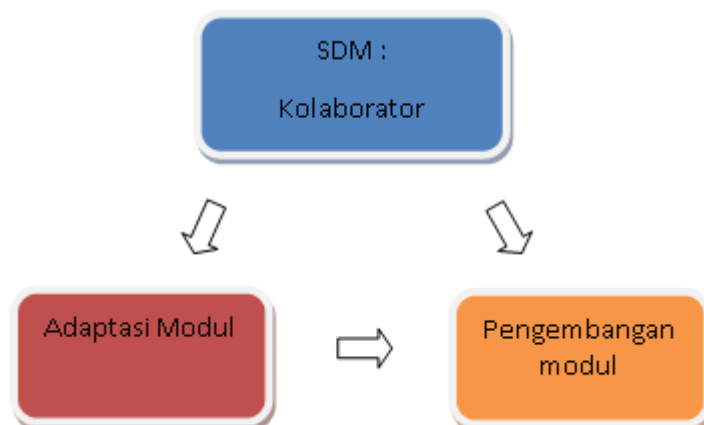 SDM :
Kolaborator
Adaptasi Modul
Pengembangan
modul